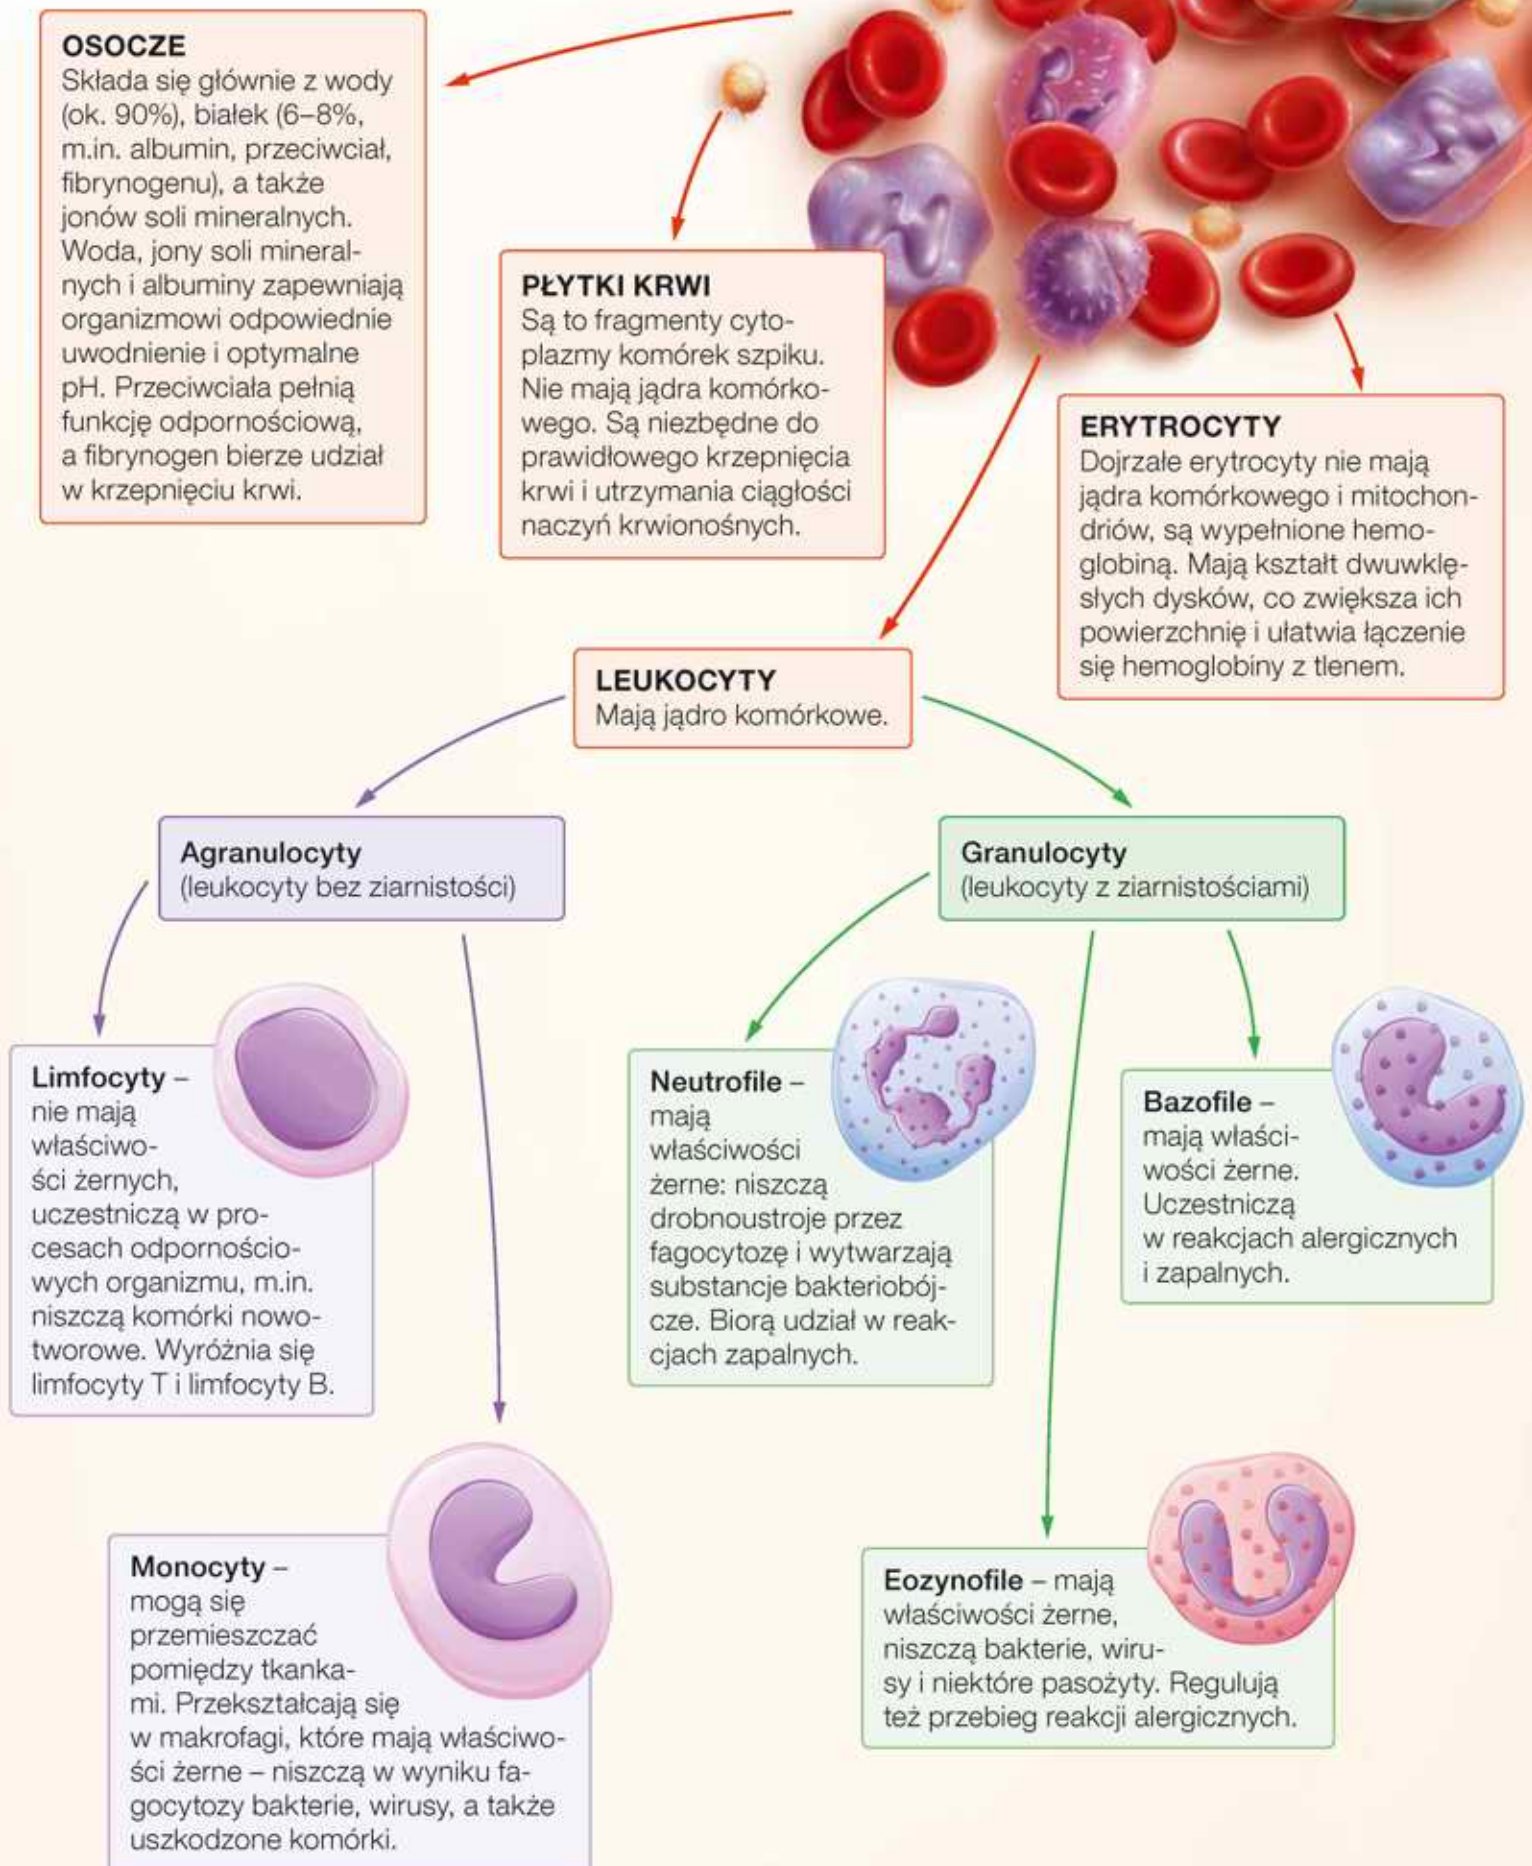 OSOCZE
Składa się głównie z wody
(ok. 90%), białek (6–8%,
m.in. albumin, przeciwciał,
fibrynogenu), a także
jonów soli mineralnych.
Woda, jony soli mineral-
nych i albuminy zapewniają
organizmowi odpowiednie
uwodnienie i optymalne
pH. Przeciwciała pełnią
funkcję odpornościową,
a fibrynogen bierze udział
w krzepnięciu krwi.
PŁYTKI KRWI
Są to fragmenty cyto-
plazmy komórek szpiku.
Nie mają jądra komórko-
wego. Są niezbędne do
prawidłowego krzepnięcia
krwi i utrzymania ciągłości
naczyń krwionośnych.
ERYTROCYTY
Dojrzałe erytrocyty nie mają
jądra komórkowego i mitochon-
driów, są wypełnione hemo-
globiną. Mają kształt dwuwklę-
słych dysków, co zwiększa ich
powierzchnię i ułatwia łączenie
się hemoglobiny z tlenem.
LEUKOCYTY
Mają jądro komórkowe.
Agranulocyty
(leukocyty bez ziarnistości)
Granulocyty
(leukocyty z ziarnistościami)
Limfocyty –
nie mają
właściwo-
ści żernych,
uczestniczą w pro-
cesach odpornościo-
wych organizmu, m.in.
niszczą komórki nowo-
tworowe. Wyróżnia się
limfocyty T i limfocyty B.
Neutrofile –
mają
właściwości
żerne: niszczą
drobnoustroje przez
fagocytozę i wytwarzają
substancje bakteriobój-
cze. Biorą udział w reak-
cjach zapalnych.
Bazofile –
mają właści-
wości żerne.
Uczestniczą
w reakcjach alergicznych
i zapalnych.
Monocyty –
mogą się
przemieszczać
pomiędzy tkanka-
mi. Przekształcają się
w makrofagi, które mają właściwo-
ści żerne – niszczą w wyniku fa-
gocytozy bakterie, wirusy, a także
uszkodzone komórki.
Eozynofile – mają
właściwości żerne,
niszczą bakterie, wiru-
sy i niektóre pasożyty. Regulują
też przebieg reakcji alergicznych.